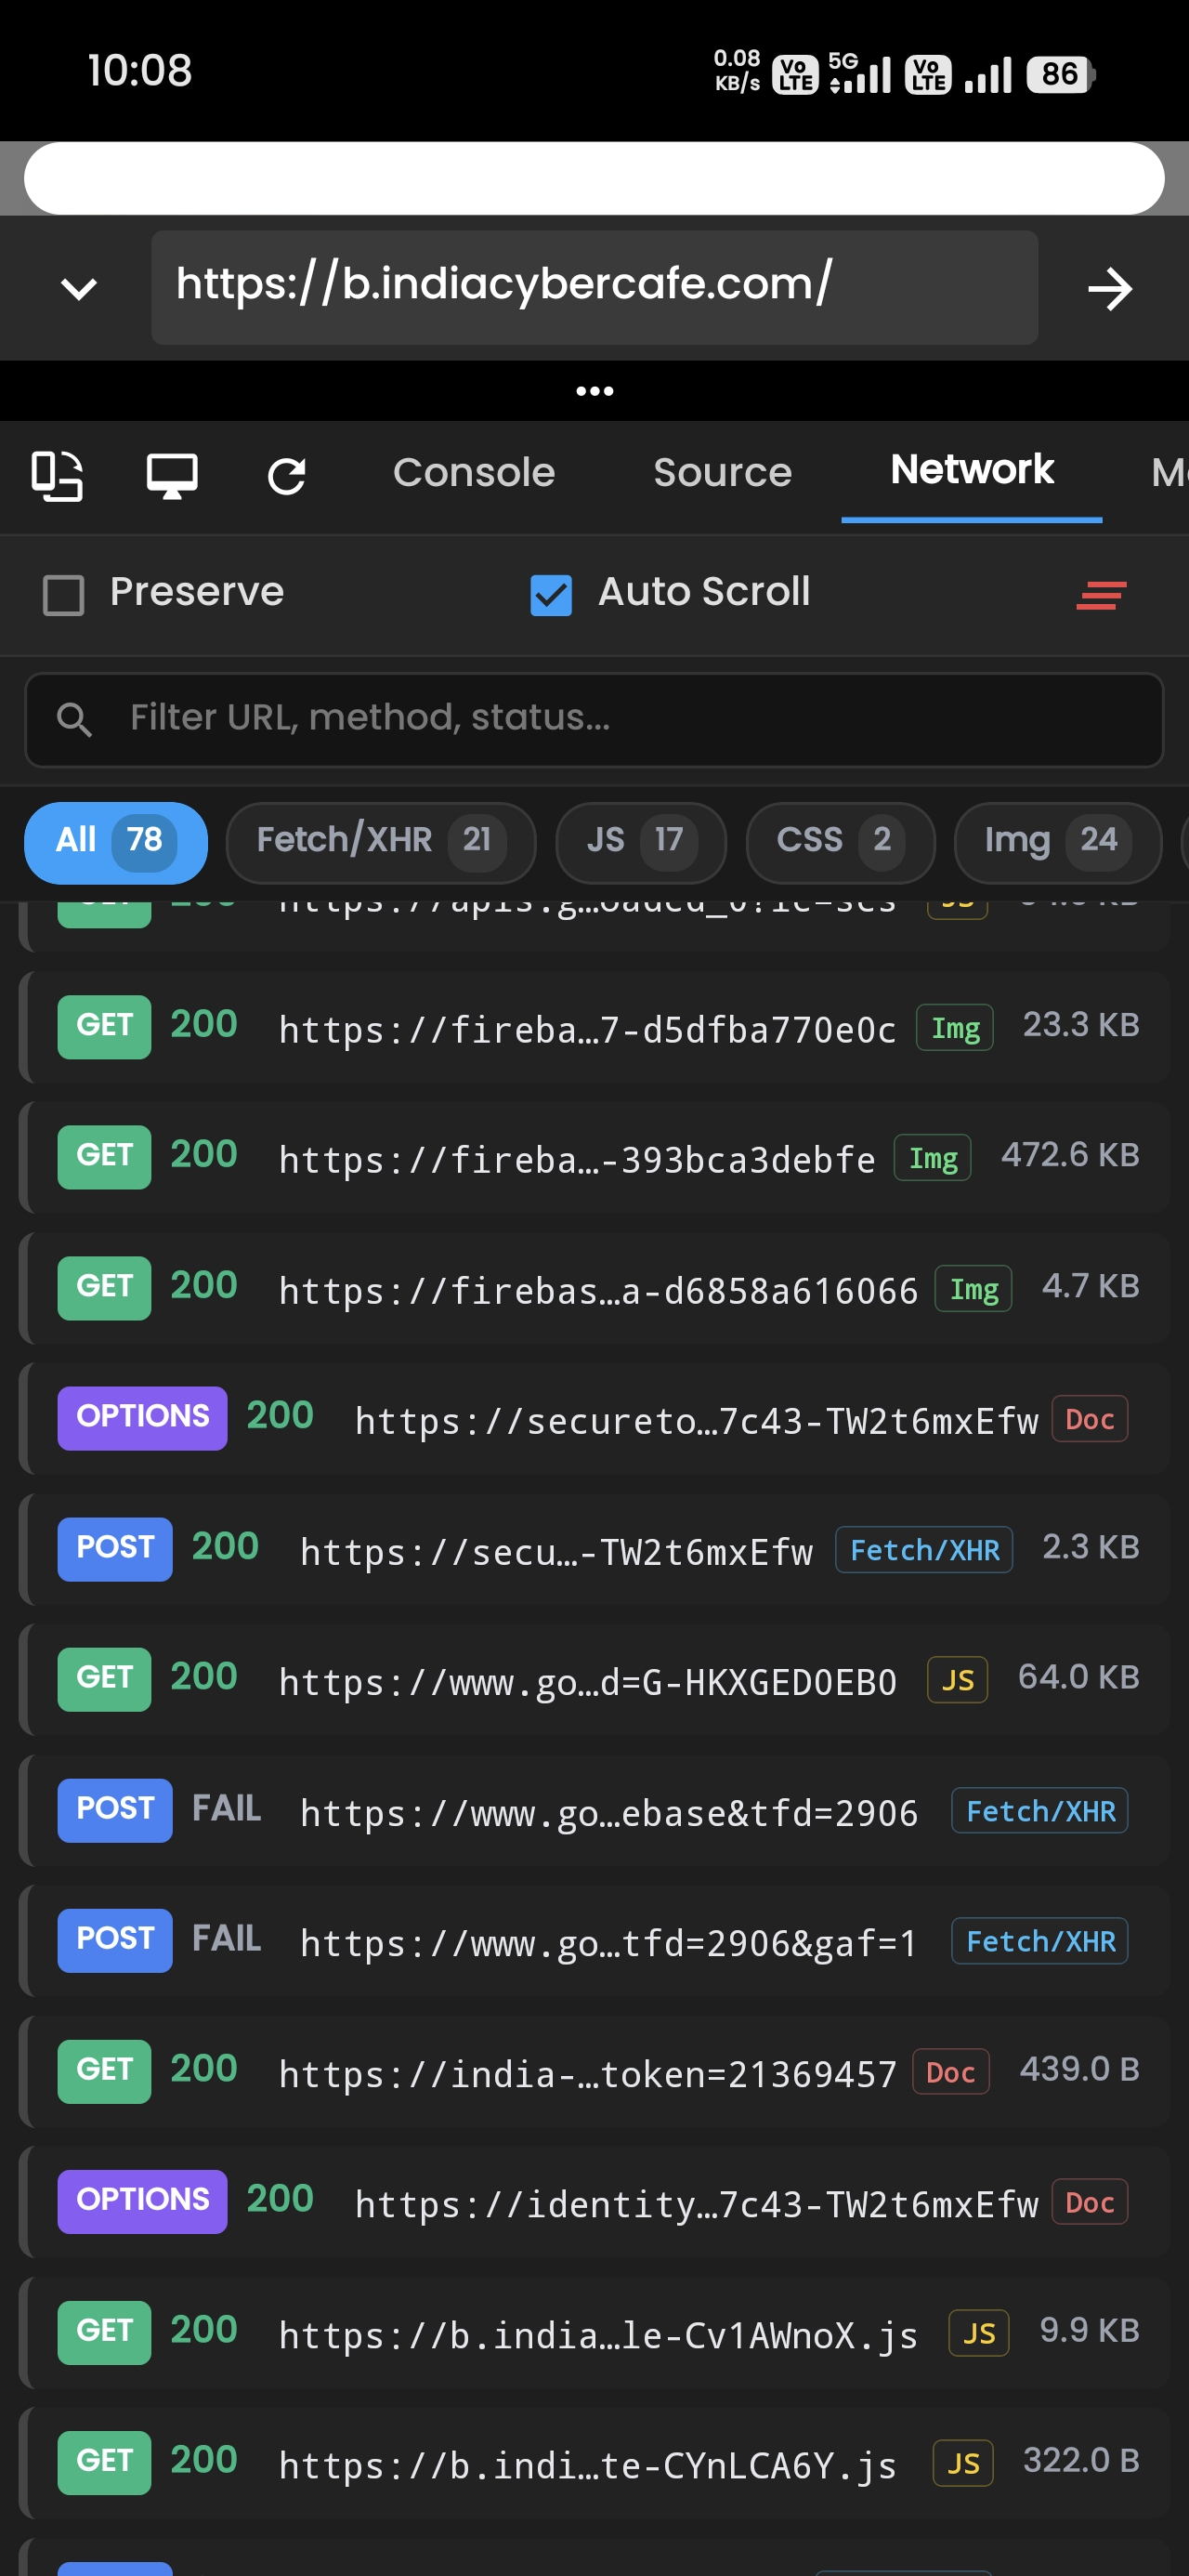 10:08
0.08 KB/s Vo LTE 5G Vo LTE 86
https://b.indiacybercafe.com/
Console Source Network
Preserve Auto Scroll
Filter URL, method, status...
All 78 Fetch/XHR 21 JS 17 CSS 2 Img 24
GET 200 https://fireba…7-d5dfba770e0c Img 23.3 KB
GET 200 https://fireba…-393bca3debfe Img 472.6 KB
GET 200 https://firebas…a-d6858a616066 Img 4.7 KB
OPTIONS 200 https://secureto…7c43-TW2t6mxEfw Doc
POST 200 https://secu…-TW2t6mxEfw Fetch/XHR 2.3 KB
GET 200 https://www.go…d=G-HKXGED0EB0 JS 64.0 KB
POST FAIL https://www.go…ebase&tfd=2906 Fetch/XHR
POST FAIL https://www.go…tfd=2906&gaf=1 Fetch/XHR
GET 200 https://india-…token=21369457 Doc 439.0 B
OPTIONS 200 https://identity…7c43-TW2t6mxEfw Doc
GET 200 https://b.india…le-Cv1AWnoX.js JS 9.9 KB
GET 200 https://b.indi…te-CYnLCA6Y.js JS 322.0 B